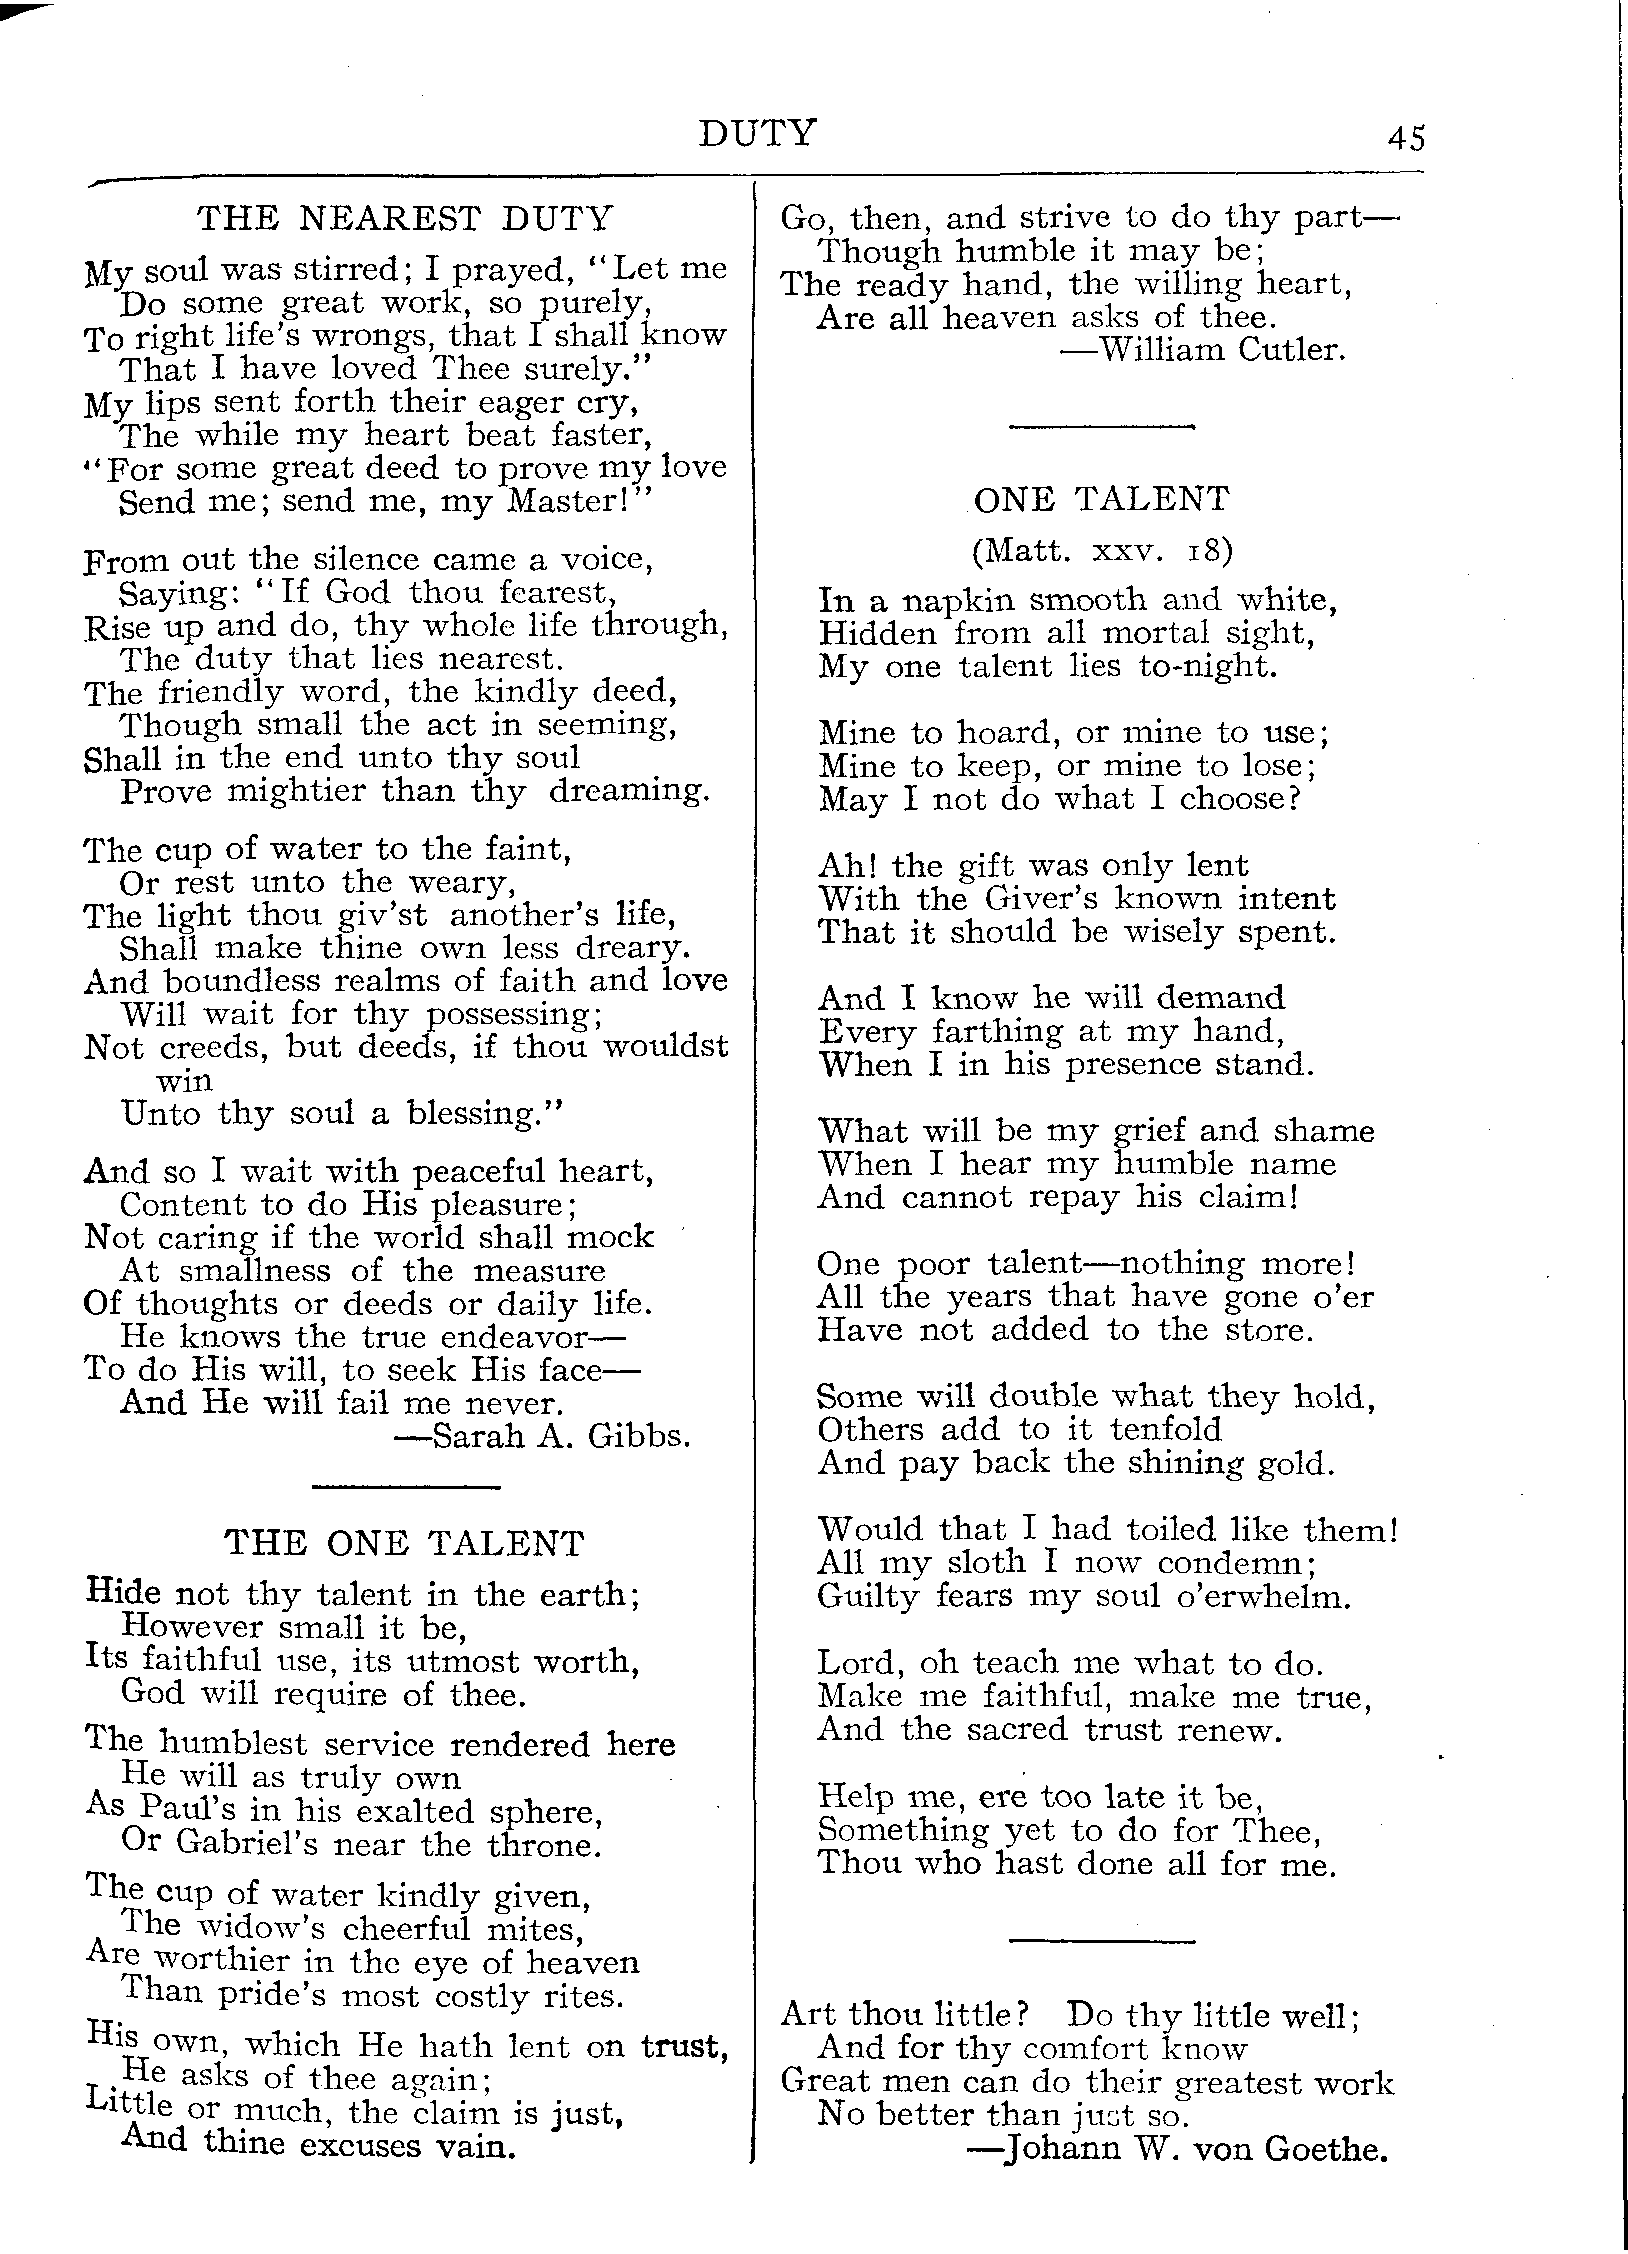 DUTY
45
THE NEAREST DUTY
My soul was stirred; I prayed, "Let me
Do some great work, so purely,
To right life's wrongs, that I shall know
That I have loved Thee surely."
My lips sent forth their eager cry,
The while my heart beat faster,
"For some great deed to prove my love
Send me; send me, my Master!"
From out the silence came a voice,
Saying: "If God thou fearest,
Rise up and do, thy whole life through,
The duty that lies nearest.
The friendly word, the kindly deed,
Though small the act in seeming,
Shall in the end unto thy soul
Prove mightier than thy dreaming.
The cup of water to the faint,
Or rest unto the weary,
The light thou giv'st another's life,
Shall make thine own less dreary.
And boundless realms of faith and love
Will wait for thy possessing;
Not creeds, but deeds, if thou wouldst
win
Unto thy soul a blessing."
And so I wait with peaceful heart,
Content to do His pleasure;
Not caring if the world shall mock
At smallness of the measure
Of thoughts or deeds or daily life.
He knows the true endeavor—
To do His will, to seek His face—
And He will fail me never.
—Sarah A. Gibbs.
THE ONE TALENT
Hide not thy talent in the earth;
However small it be,
Its faithful use, its utmost worth,
God will require of thee.
The humblest service rendered here
He will as truly own
As Paul's in his exalted sphere,
Or Gabriel's near the throne.
The cup of water kindly given,
The widow's cheerful mites,
Are worthier in the eye of heaven
Than pride's most costly rites.
His own, which He hath lent on trust,
He asks of thee again;
Little or much, the claim is just,
And thine excuses vain.
Go, then, and strive to do thy part—
Though humble it may be;
The ready hand, the willing heart,
Are all heaven asks of thee.
—William Cutler.
ONE TALENT
(Matt. xxv. 18)
In a napkin smooth and white,
Hidden from all mortal sight,
My one talent lies to-night.
Mine to hoard, or mine to use;
Mine to keep, or mine to lose;
May I not do what I choose?
Ah! the gift was only lent
With the Giver's known intent
That it should be wisely spent.
And I know he will demand
Every farthing at my hand,
When I in his presence stand.
What will be my grief and shame
When I hear my humble name
And cannot repay his claim!
One poor talent—nothing more!
All the years that have gone o'er
Have not added to the store.
Some will double what they hold,
Others add to it tenfold
And pay back the shining gold.
Would that I had toiled like them!
All my sloth I now condemn;
Guilty fears my soul o'erwhelm.
Lord, oh teach me what to do.
Make me faithful, make me true,
And the sacred trust renew.
Help me, ere too late it be,
Something yet to do for Thee,
Thou who hast done all for me.
Art thou little? Do thy little well;
And for thy comfort know
Great men can do their greatest work
No better than just so.
—Johann W. von Goethe.